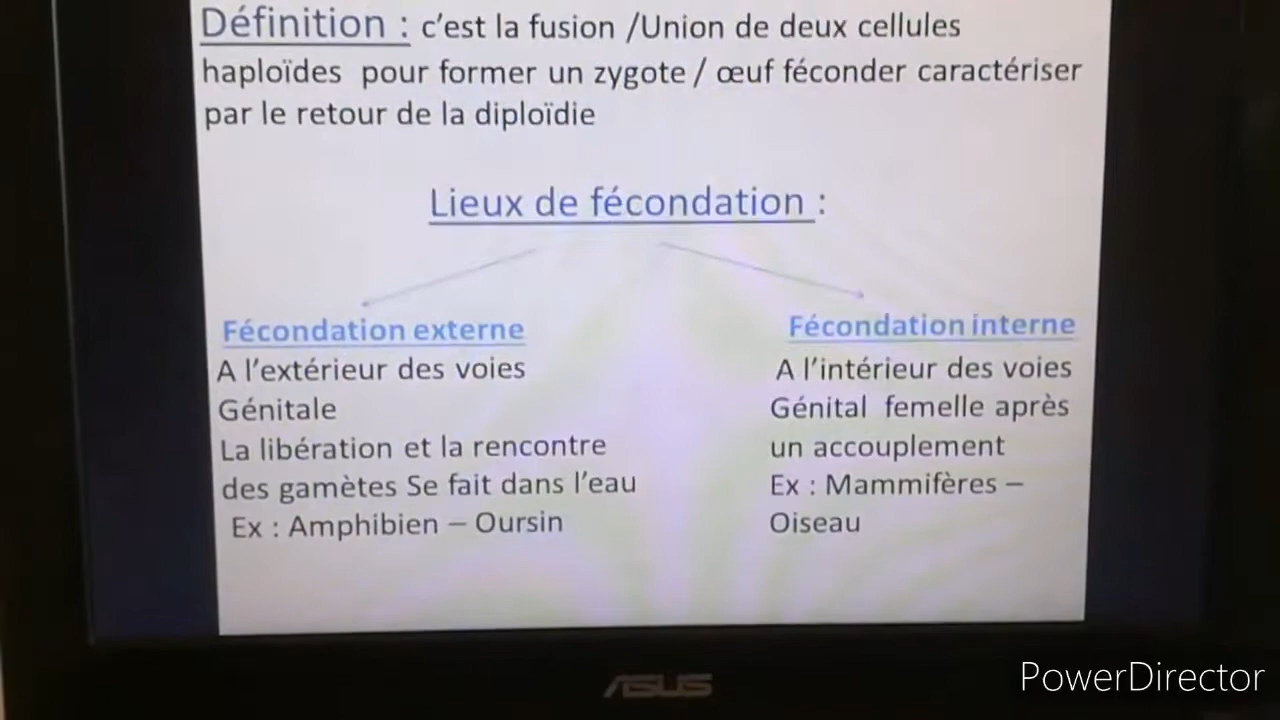 Définition : c'est la fusion /Union de deux cellules
haploïdes pour former un zygote / œuf féconder caractériser
par le retour de la diploïdie
Lieux de fécondation :
Fécondation externe
A l'extérieur des voies
Génitale
La libération et la rencontre
des gamètes Se fait dans l'eau
Ex : Amphibien – Oursin
Fécondation interne
A l'intérieur des voies
Génital femelle après
un accouplement
Ex : Mammifères –
Oiseau
ASUS
PowerDirector